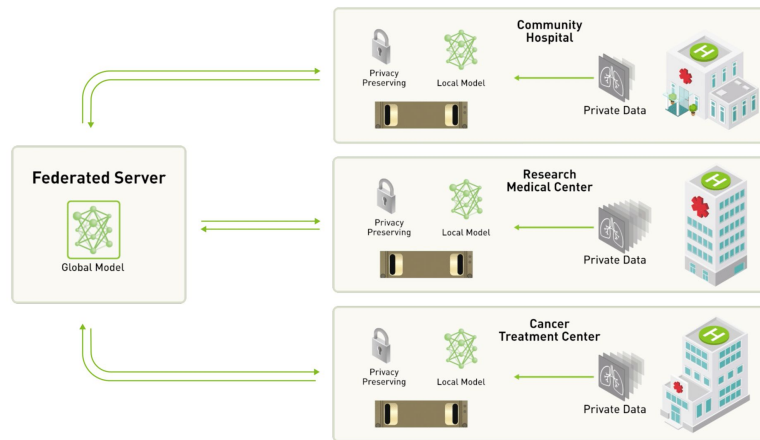 Community
Hospital
Privacy
Preserving
Local Model
Private Data
Federated Server
Global Model
Research
Medical Center
Privacy
Preserving
Local Model
Private Data
Cancer
Treatment Center
Privacy
Preserving
Local Model
Private Data
H
H
H